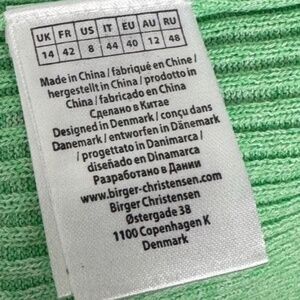 UK FR US IT EU AU RU
14 42 8 44 40 12 48
Made in China / fabriqué en Chine /
hergestellt in China / prodotto in
China / fabricado en China
Сделано в Китае
Designed in Denmark / conçu dans
Danemark / entworfen in Dänemark
/ progettato in Danimarca /
diseñado en Dinamarca
Разработано в Дании
www.birger-christensen.com
Birger Christensen
Østergade 38
1100 Copenhagen K
Denmark